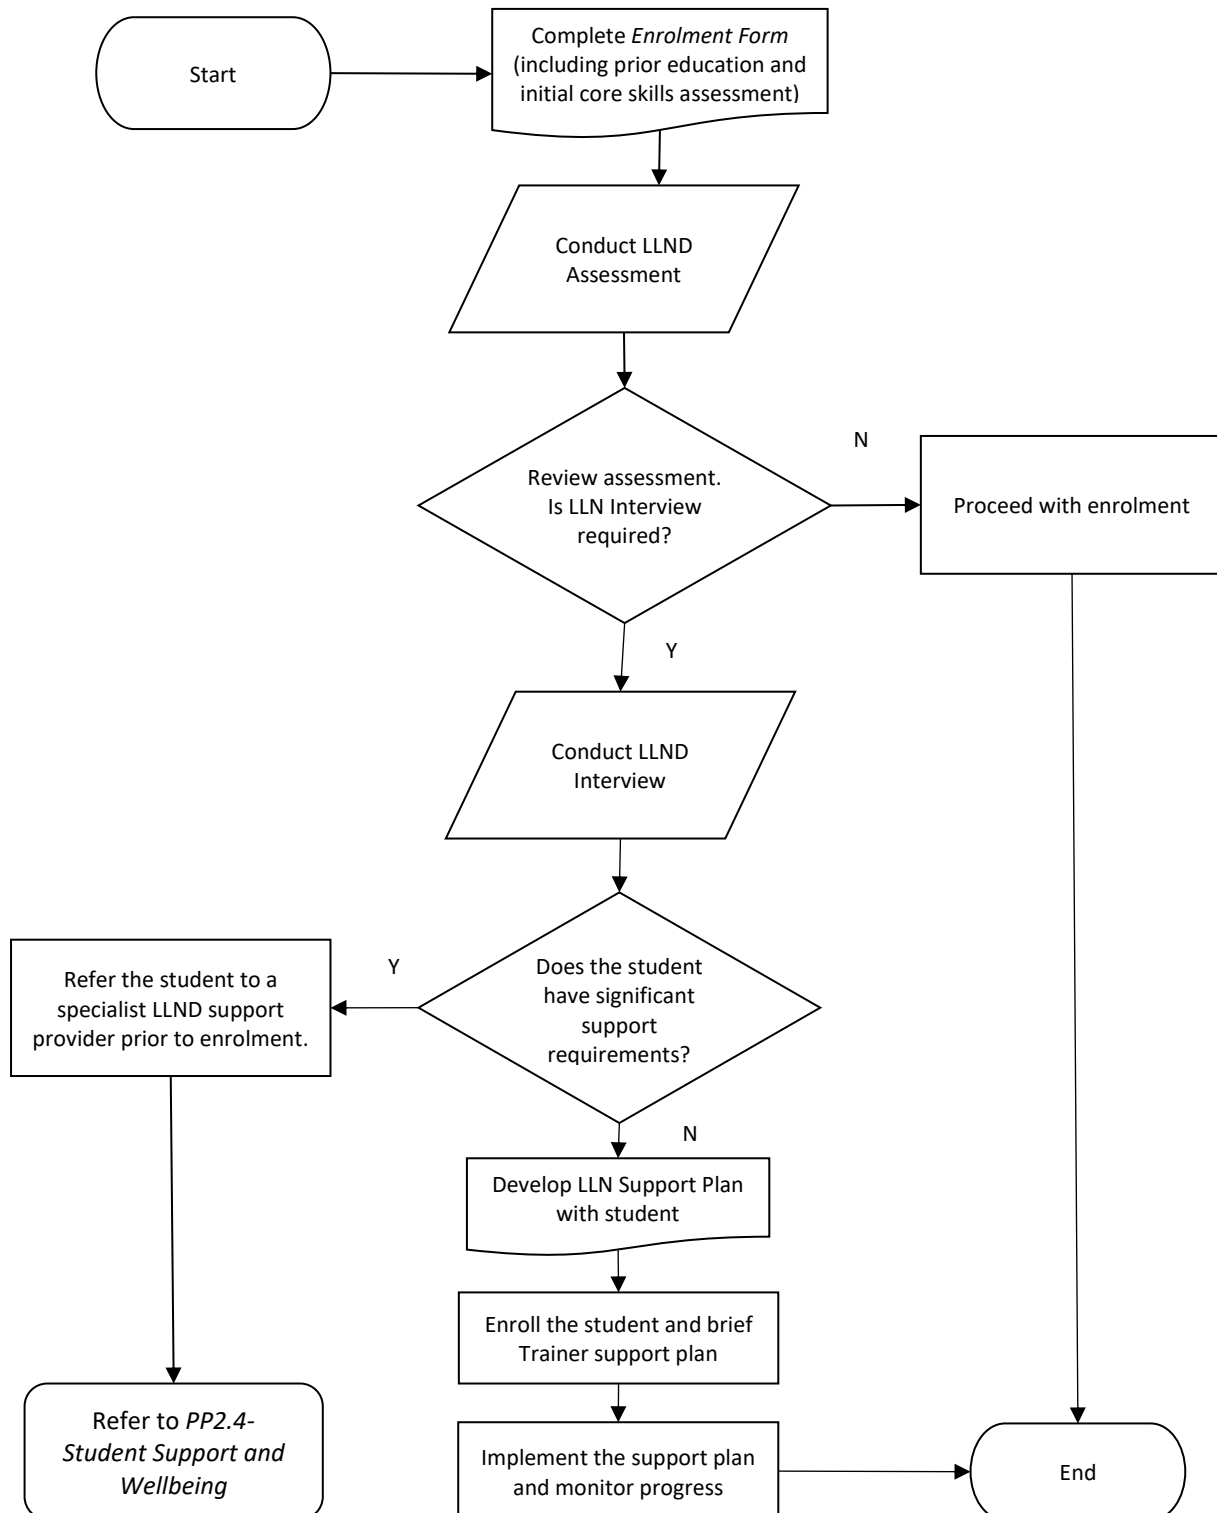 Start
Complete Enrolment Form
(including prior education and
initial core skills assessment)
Conduct LLND
Assessment
Review assessment.
Is LLN Interview
required?
N
Proceed with enrolment
Y
Conduct LLND
Interview
Does the student
have significant
support
requirements?
Y
Refer the student to a
specialist LLND support
provider prior to enrolment.
N
Develop LLN Support Plan
with student
Enroll the student and brief
Trainer support plan
Refer to PP2.4-
Student Support and
Wellbeing
Implement the support plan
and monitor progress
End